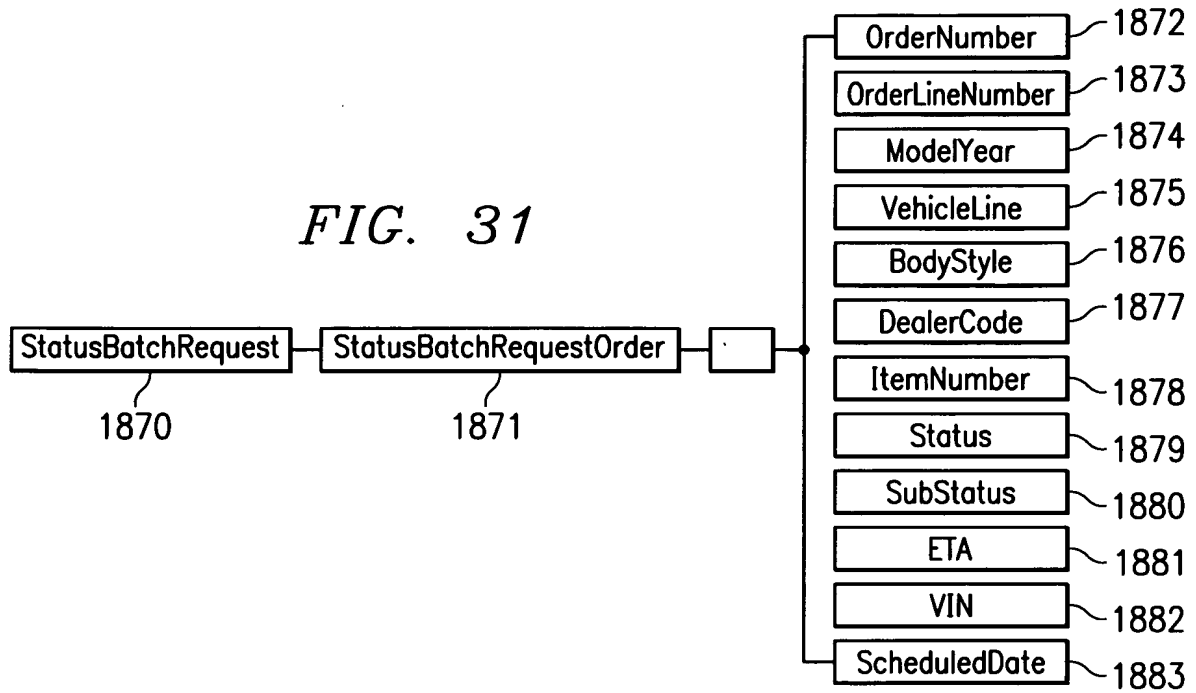 OrderNumber 1872
OrderLineNumber 1873
ModelYear 1874
VehicleLine 1875
BodyStyle 1876
DealerCode 1877
ItemNumber 1878
Status 1879
SubStatus 1880
ETA 1881
VIN 1882
ScheduledDate 1883
FIG. 31
StatusBatchRequest StatusBatchRequestOrder
1870 1871